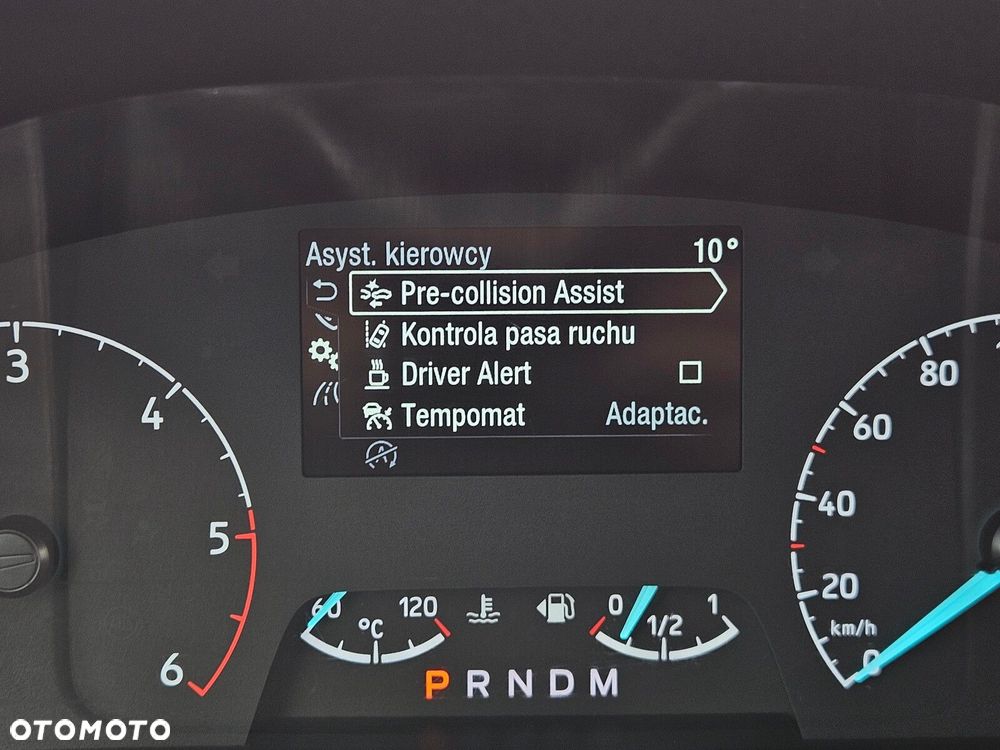 Asyst. kierowcy 10°
Pre-collision Assist
Kontrola pasa ruchu
Driver Alert
Tempomat Adaptac.
3
4
5
6
80
60
40
20
km/h
0
60 120
°C
0 1/2 1
P R N D M
OTOMOTO